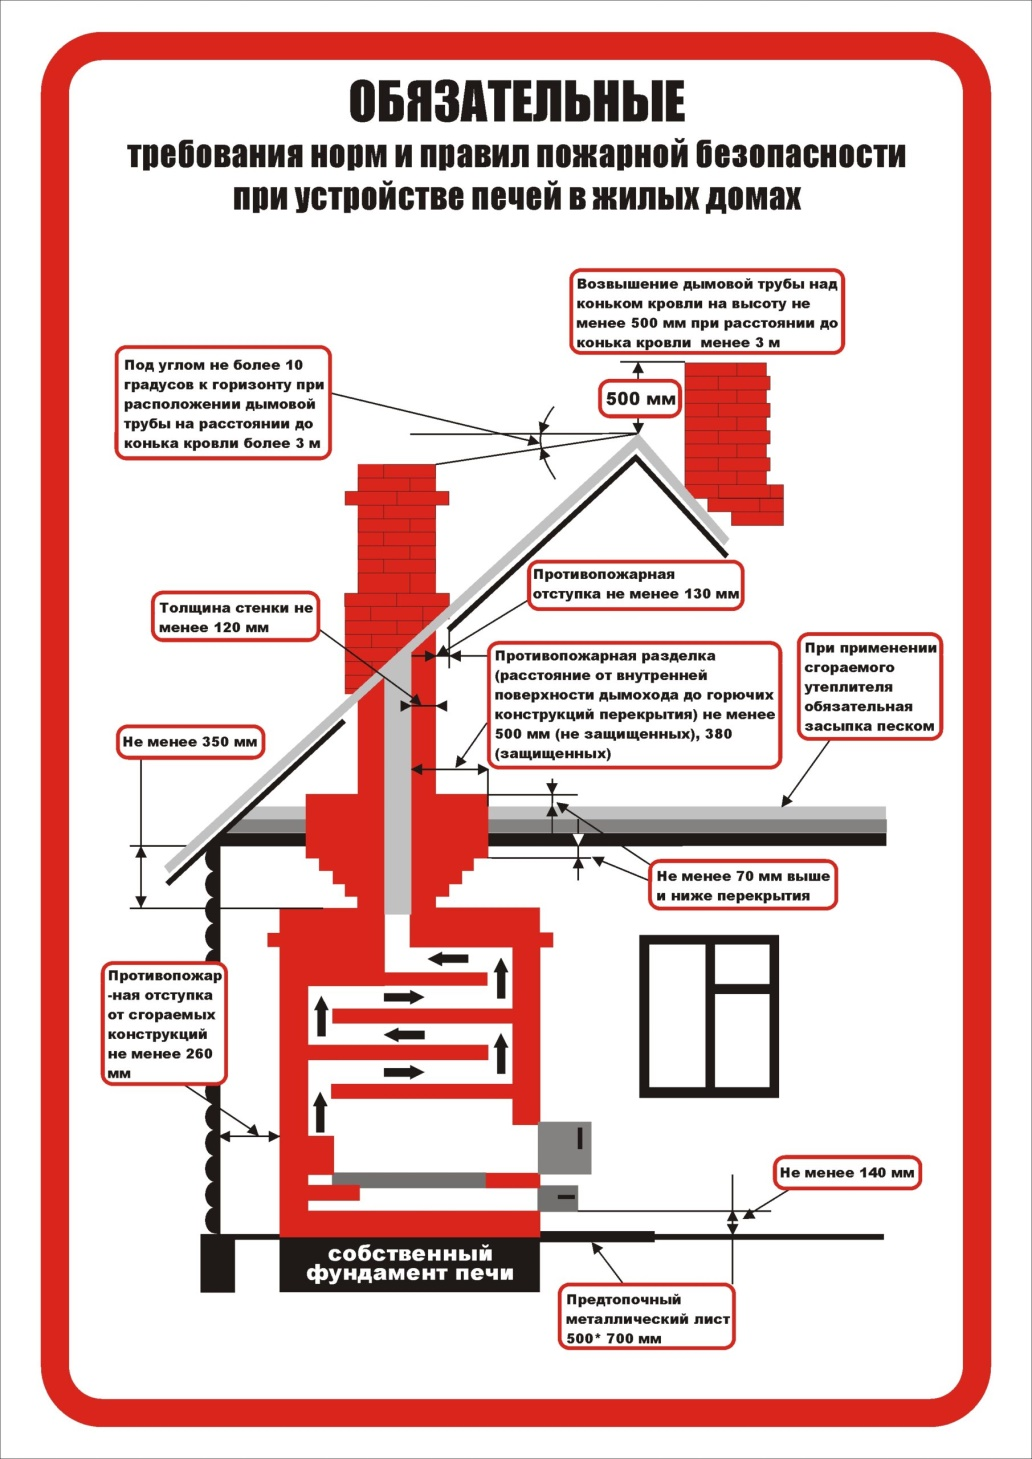 ОБЯЗАТЕЛЬНЫЕ
требования норм и правил пожарной безопасности
при устройстве печей в жилых домах
Возвышение дымовой трубы над
коньком кровли на высоту не
менее 500 мм при расстоянии до
конька кровли менее 3 м
Под углом не более 10
градусов к горизонту при
расположении дымовой
трубы на расстоянии до
конька кровли более 3 м
500 мм
Противопожарная
отступка не менее 130 мм
Толщина стенки не
менее 120 мм
Противопожарная разделка
(расстояние от внутренней
поверхности дымохода до горючих
конструкций перекрытия) не менее
500 мм (не защищенных), 380
(защищенных)
При применении
сгораемого
утеплителя
обязательная
засыпка песком
Не менее 350 мм
Не менее 70 мм выше
и ниже перекрытия
Противопожар
-ная отступка
от сгораемых
конструкций
не менее 260
мм
Не менее 140 мм
собственный
фундамент печи
Предтопочный
металлический лист
500* 700 мм